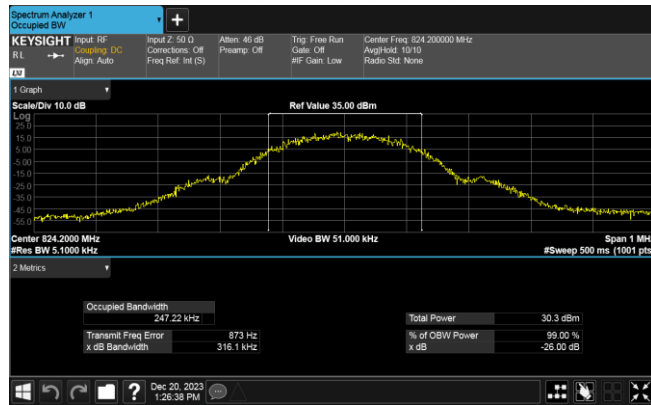 Spectrum Analyzer 1
Occupied BW
+
KEYSIGHT Input: RF Input Z: 50 Ω Atten: 46 dB Trig: Free Run Center Freq: 824.200000 MHz
RL Coupling: DC Corrections: Off Preamp: Off Gate: Off Avg|Hold: 10/10
Align: Auto Freq Ref: Int (S) #IF Gain: Low Radio Std: None
LXI
1 Graph
Scale/Div 10.0 dB Ref Value 35.00 dBm
Log
25.0
15.0
5.00
-5.00
-15.0
-25.0
-35.0
-45.0
-55.0
Center 824.2000 MHz Video BW 51.000 kHz Span 1 MH
#Res BW 5.1000 kHz #Sweep 500 ms (1001 pts
2 Metrics
Occupied Bandwidth
247.22 kHz Total Power 30.3 dBm
Transmit Freq Error 873 Hz % of OBW Power 99.00 %
x dB Bandwidth 316.1 kHz x dB -26.00 dB
? Dec 20, 2023
1:26:38 PM